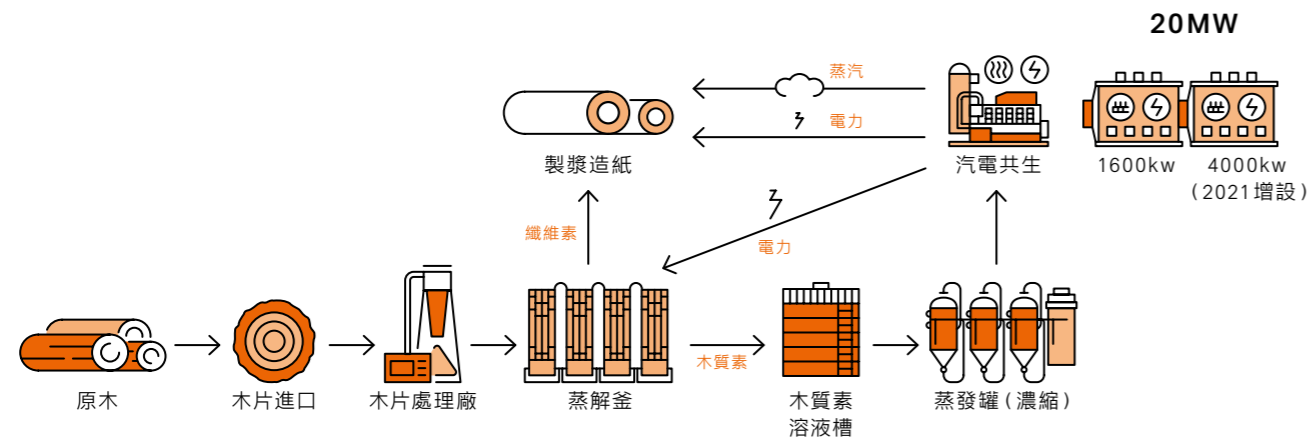 20MW
蒸汽
電力
製漿造紙
汽電共生
1600kw
4000kw
(2021增設)
纖維素
電力
木質素
原木
木片進口
木片處理廠
蒸解釜
木質素
溶液槽
蒸發罐(濃縮)